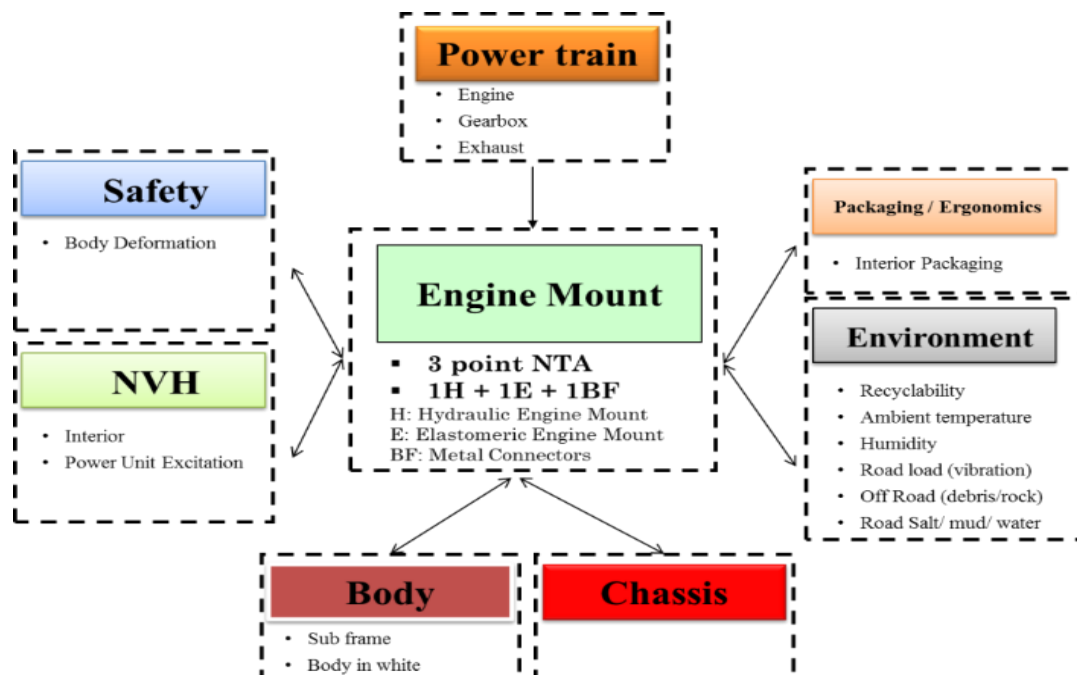 Power train
• Engine
• Gearbox
• Exhaust
Safety
• Body Deformation
NVH
• Interior
• Power Unit Excitation
Engine Mount
▪ 3 point NTA
▪ 1H + 1E + 1BF
H: Hydraulic Engine Mount
E: Elastomeric Engine Mount
BF: Metal Connectors
Packaging / Ergonomics
• Interior Packaging
Environment
• Recyclability
• Ambient temperature
• Humidity
• Road load (vibration)
• Off Road (debris/rock)
• Road Salt/ mud/ water
Body
• Sub frame
• Body in white
Chassis